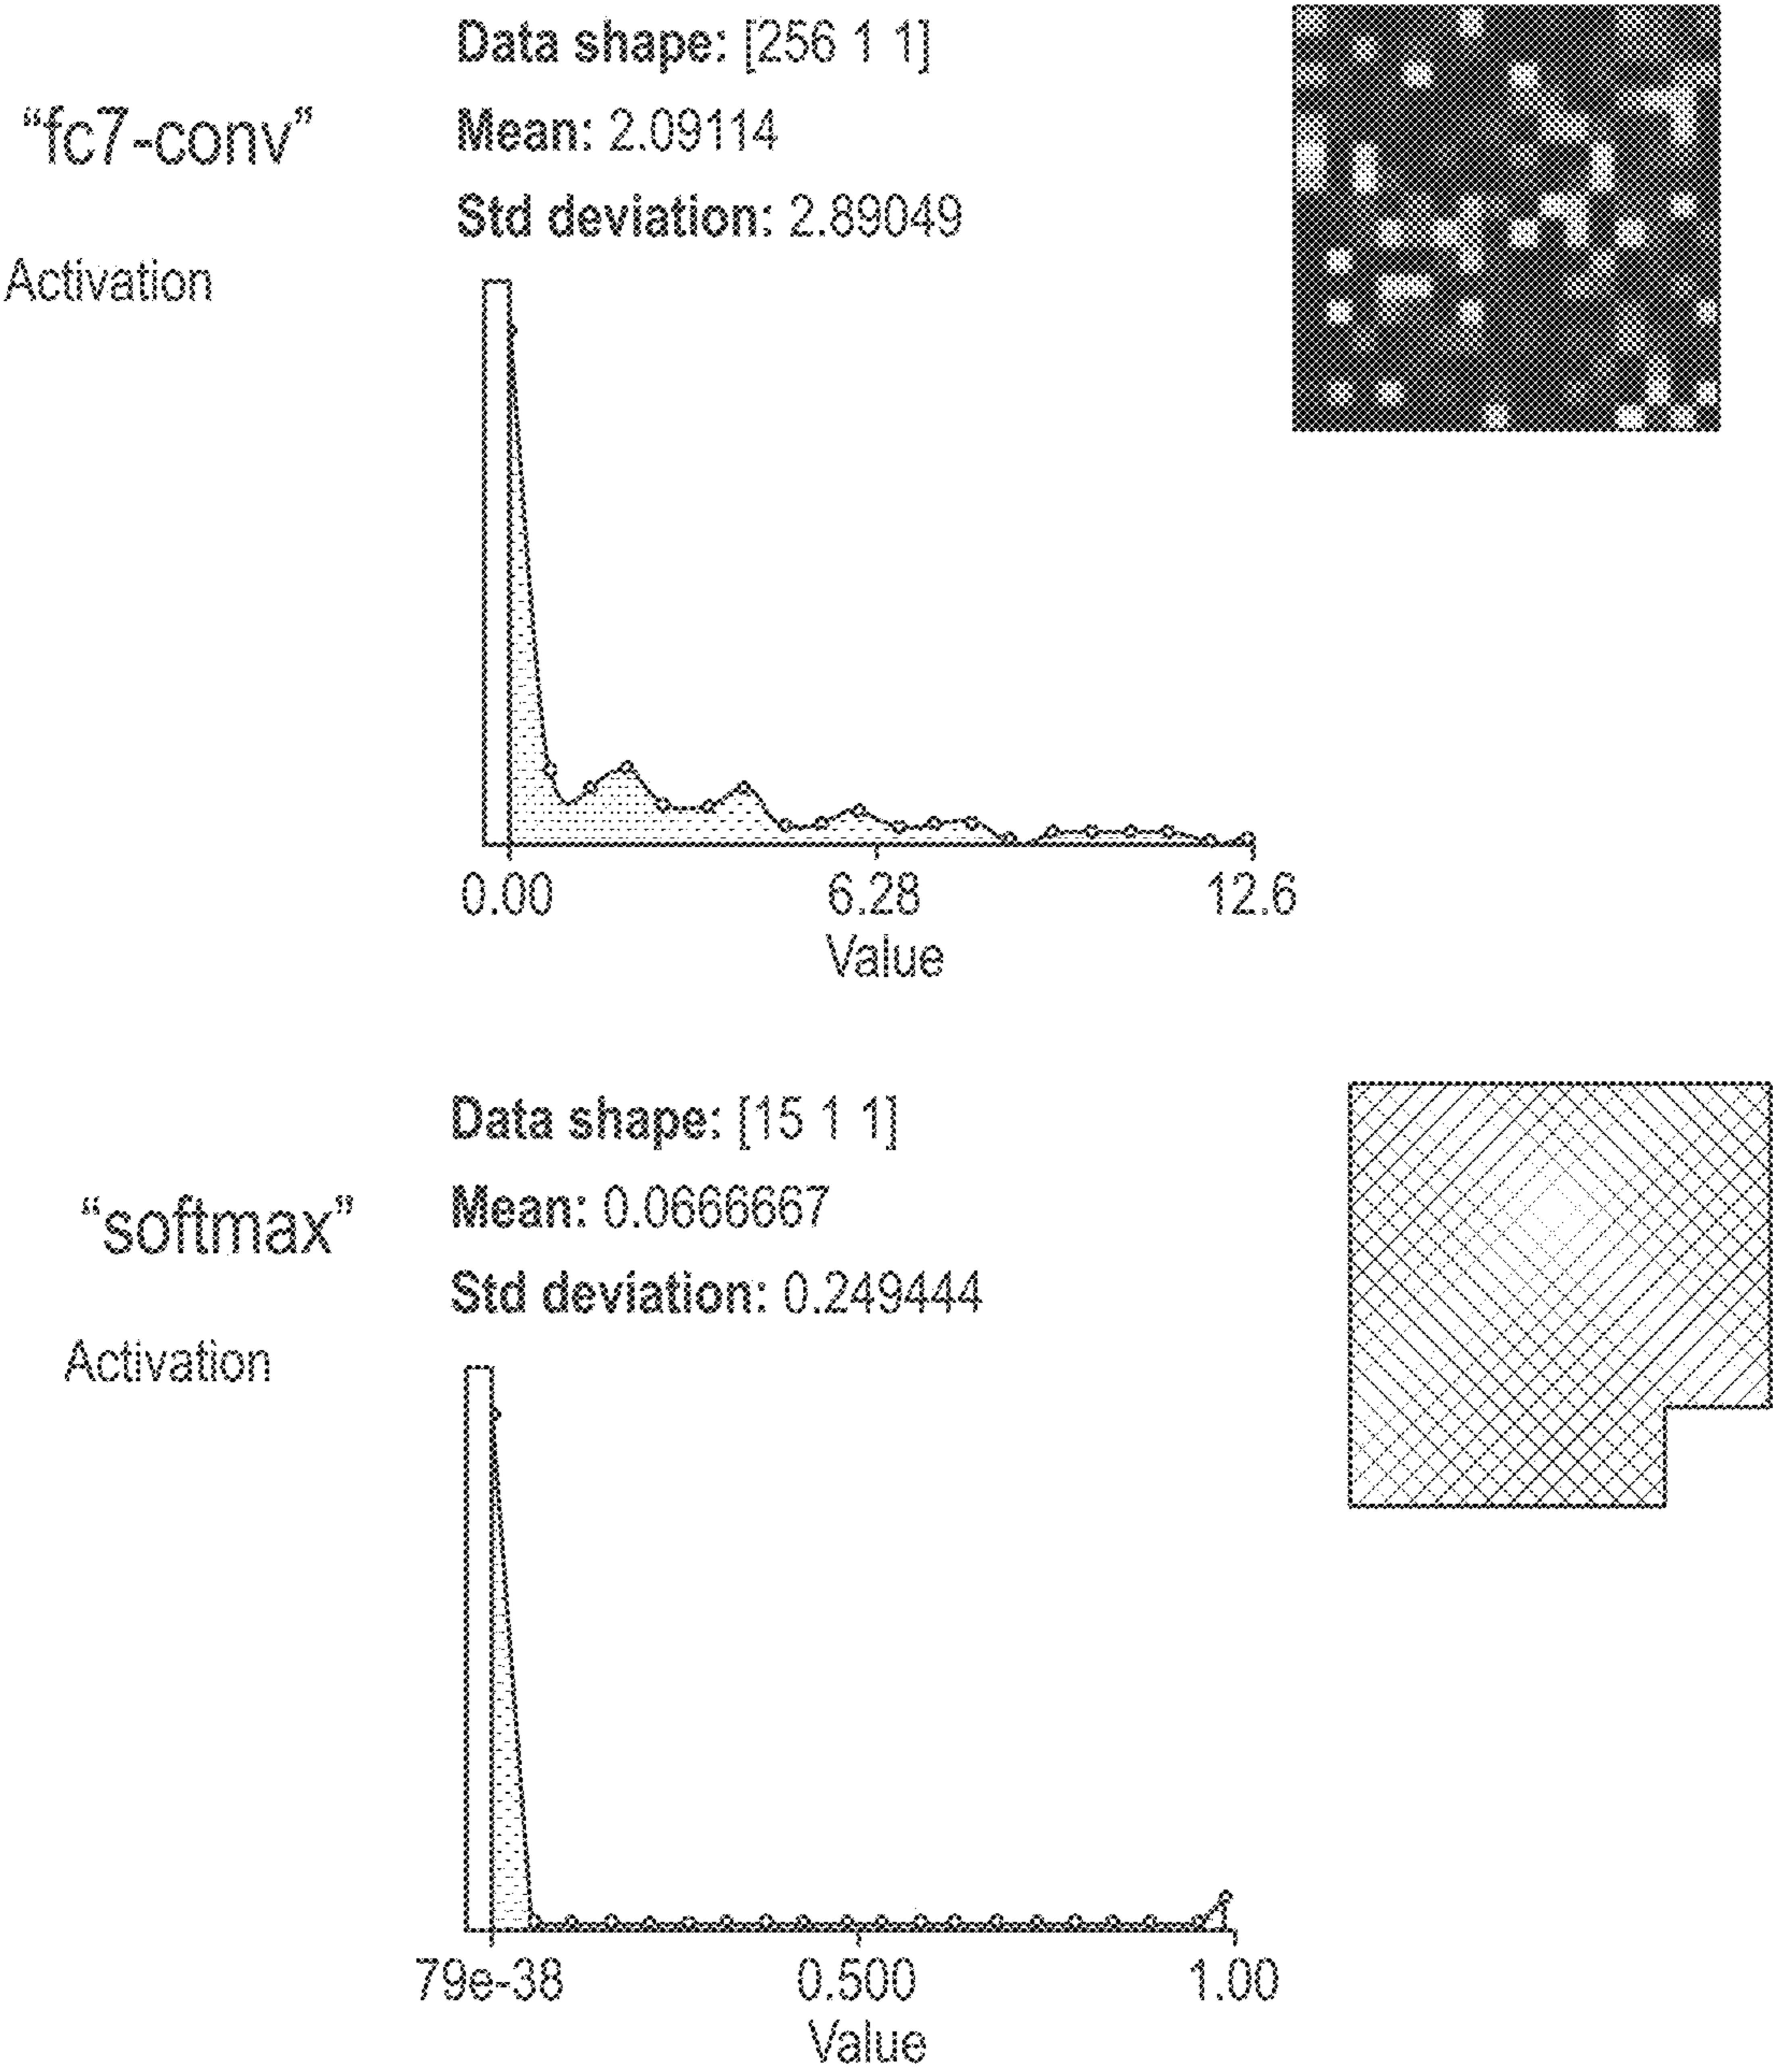 Data shape: [256 1 1]
“fc7-conv”
Mean: 2.09114
Std deviation: 2.89049
Activation
0.00 6.28 12.6
Value
Data shape: [15 1 1]
“softmax”
Mean: 0.0666667
Std deviation: 0.249444
Activation
79e-38 0.500 1.00
Value